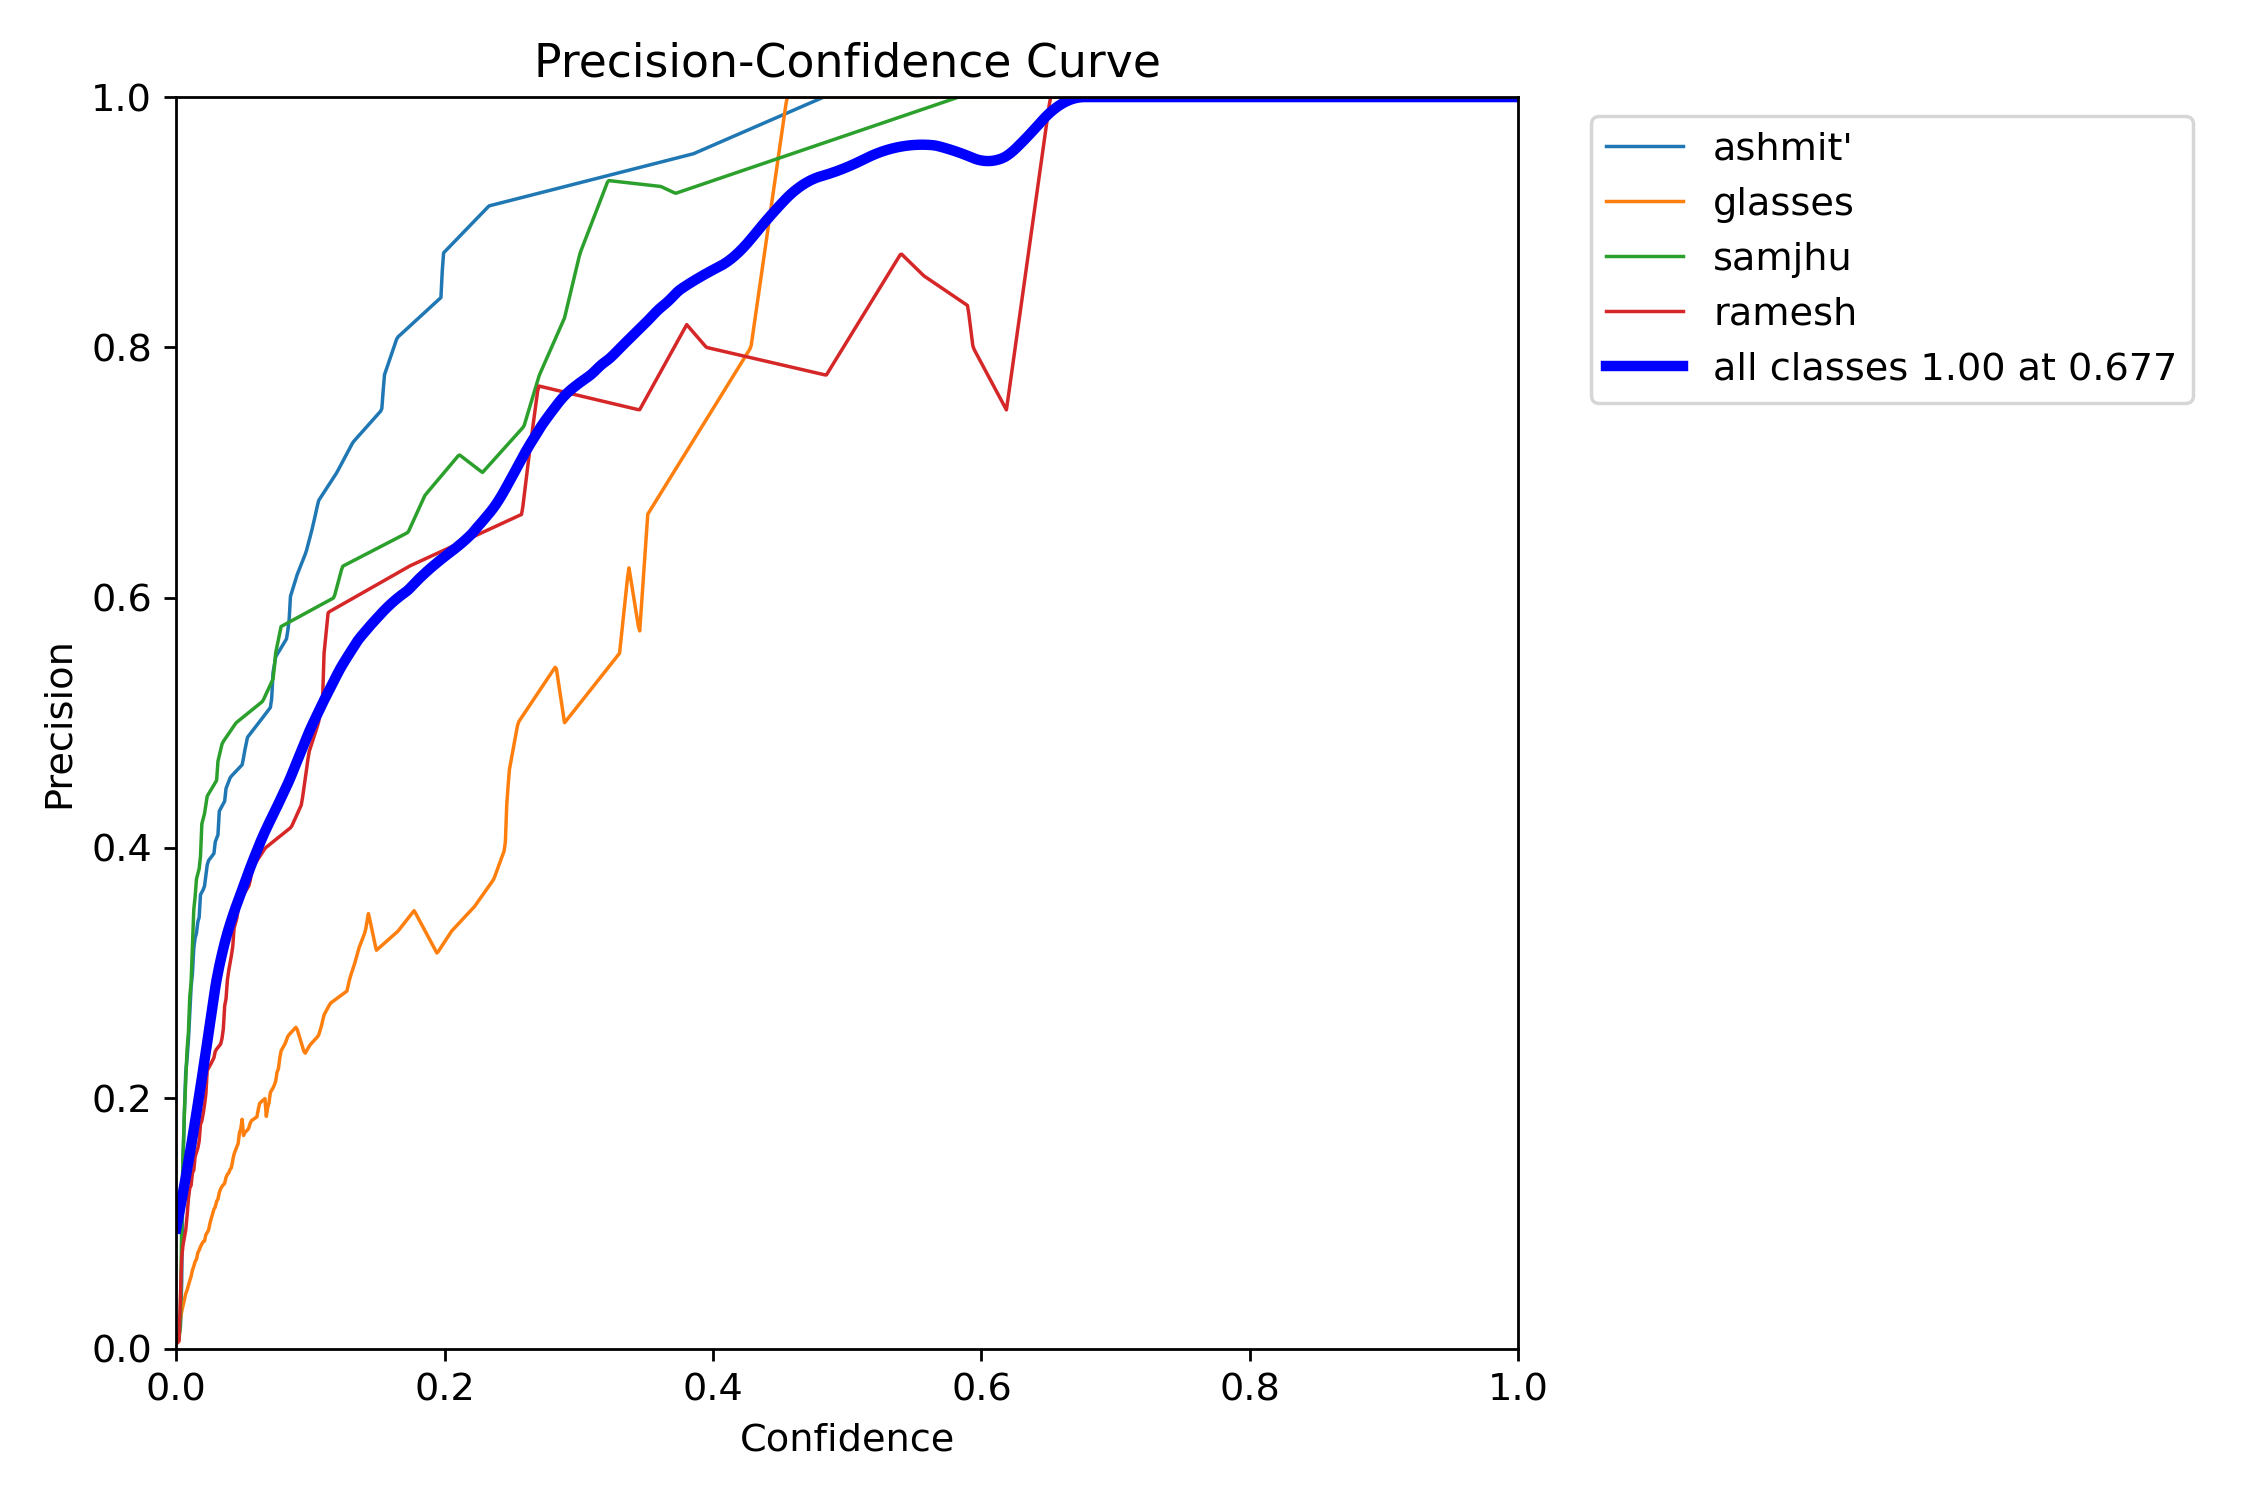 Precision-Confidence Curve
1.0
0.8
0.6
0.4
0.2
0.0
Precision
0.0 0.2 0.4 0.6 0.8 1.0
Confidence
ashmit'
glasses
samjhu
ramesh
all classes 1.00 at 0.677